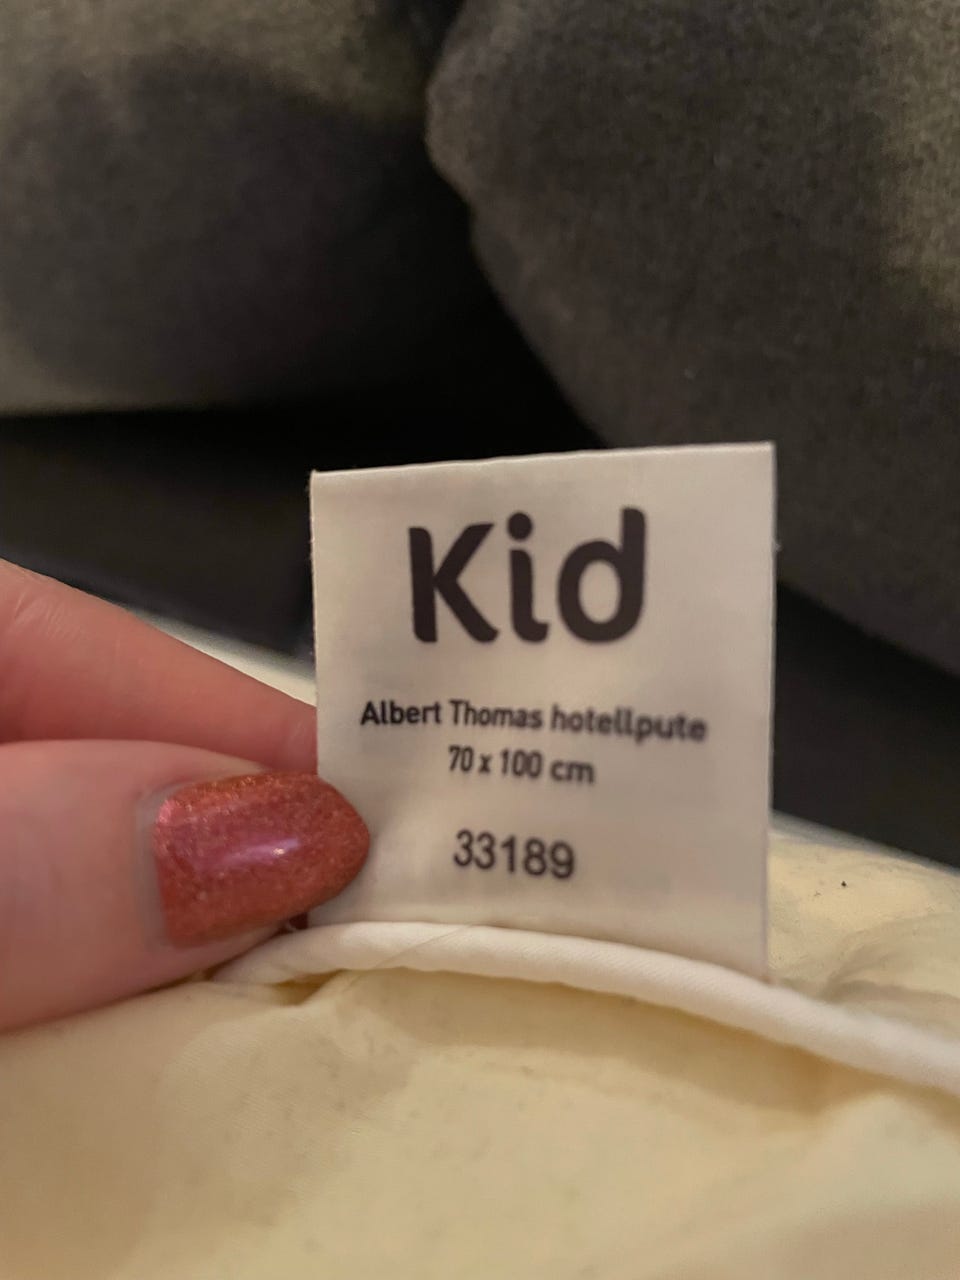 Kid
Albert Thomas hotellpute
70 x 100 cm
33189